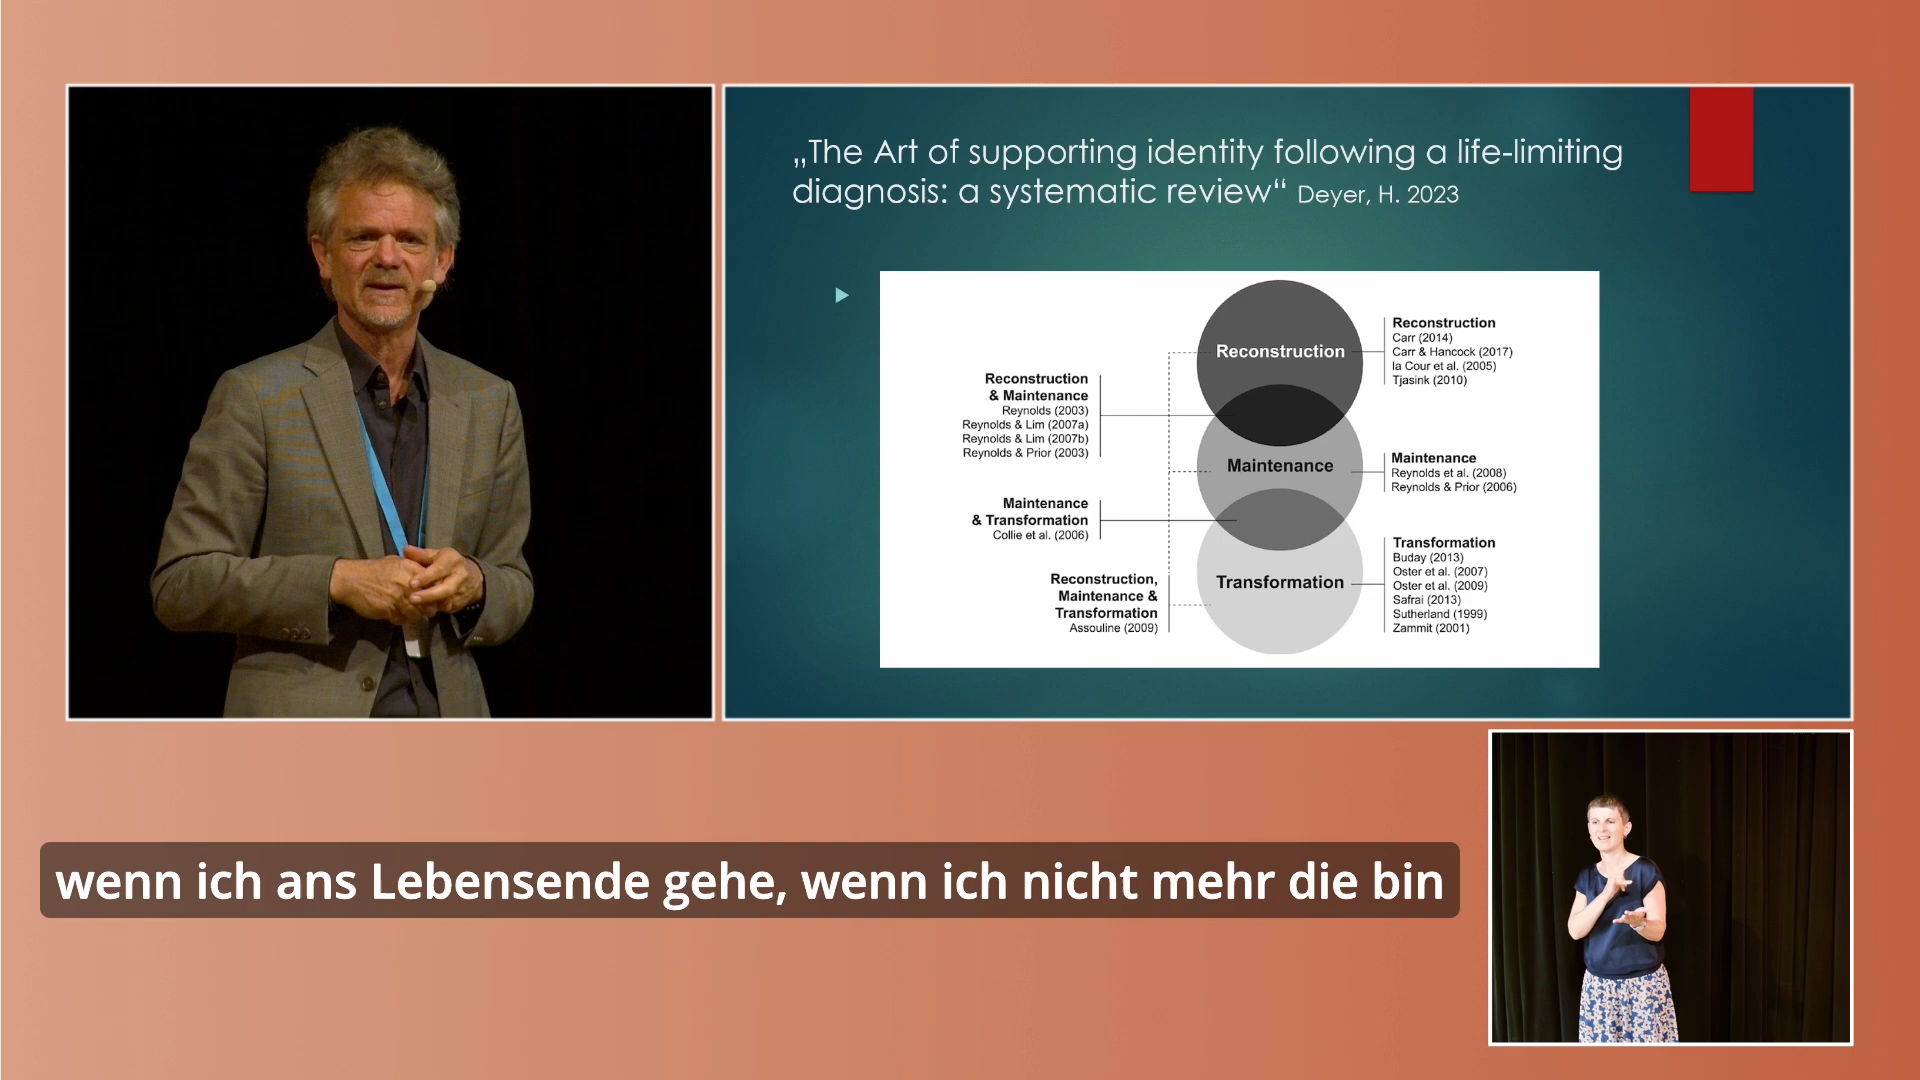 „The Art of supporting identity following a life-limiting
diagnosis: a systematic review“ Deyer, H. 2023
Reconstruction
Maintenance
Transformation
Reconstruction
& Maintenance
Reynolds (2003)
Reynolds & Lim (2007a)
Reynolds & Lim (2007b)
Reynolds & Prior (2003)
Maintenance
& Transformation
Collie et al. (2006)
Reconstruction,
Maintenance &
Transformation
Assouline (2009)
Reconstruction
Carr (2014)
Carr & Hancock (2017)
la Cour et al. (2005)
Tjasink (2010)
Maintenance
Reynolds et al. (2008)
Reynolds & Prior (2006)
Transformation
Buday (2013)
Oster et al. (2007)
Oster et al. (2009)
Safrai (2013)
Sutherland (1999)
Zammit (2001)
wenn ich ans Lebensende gehe, wenn ich nicht mehr die bin